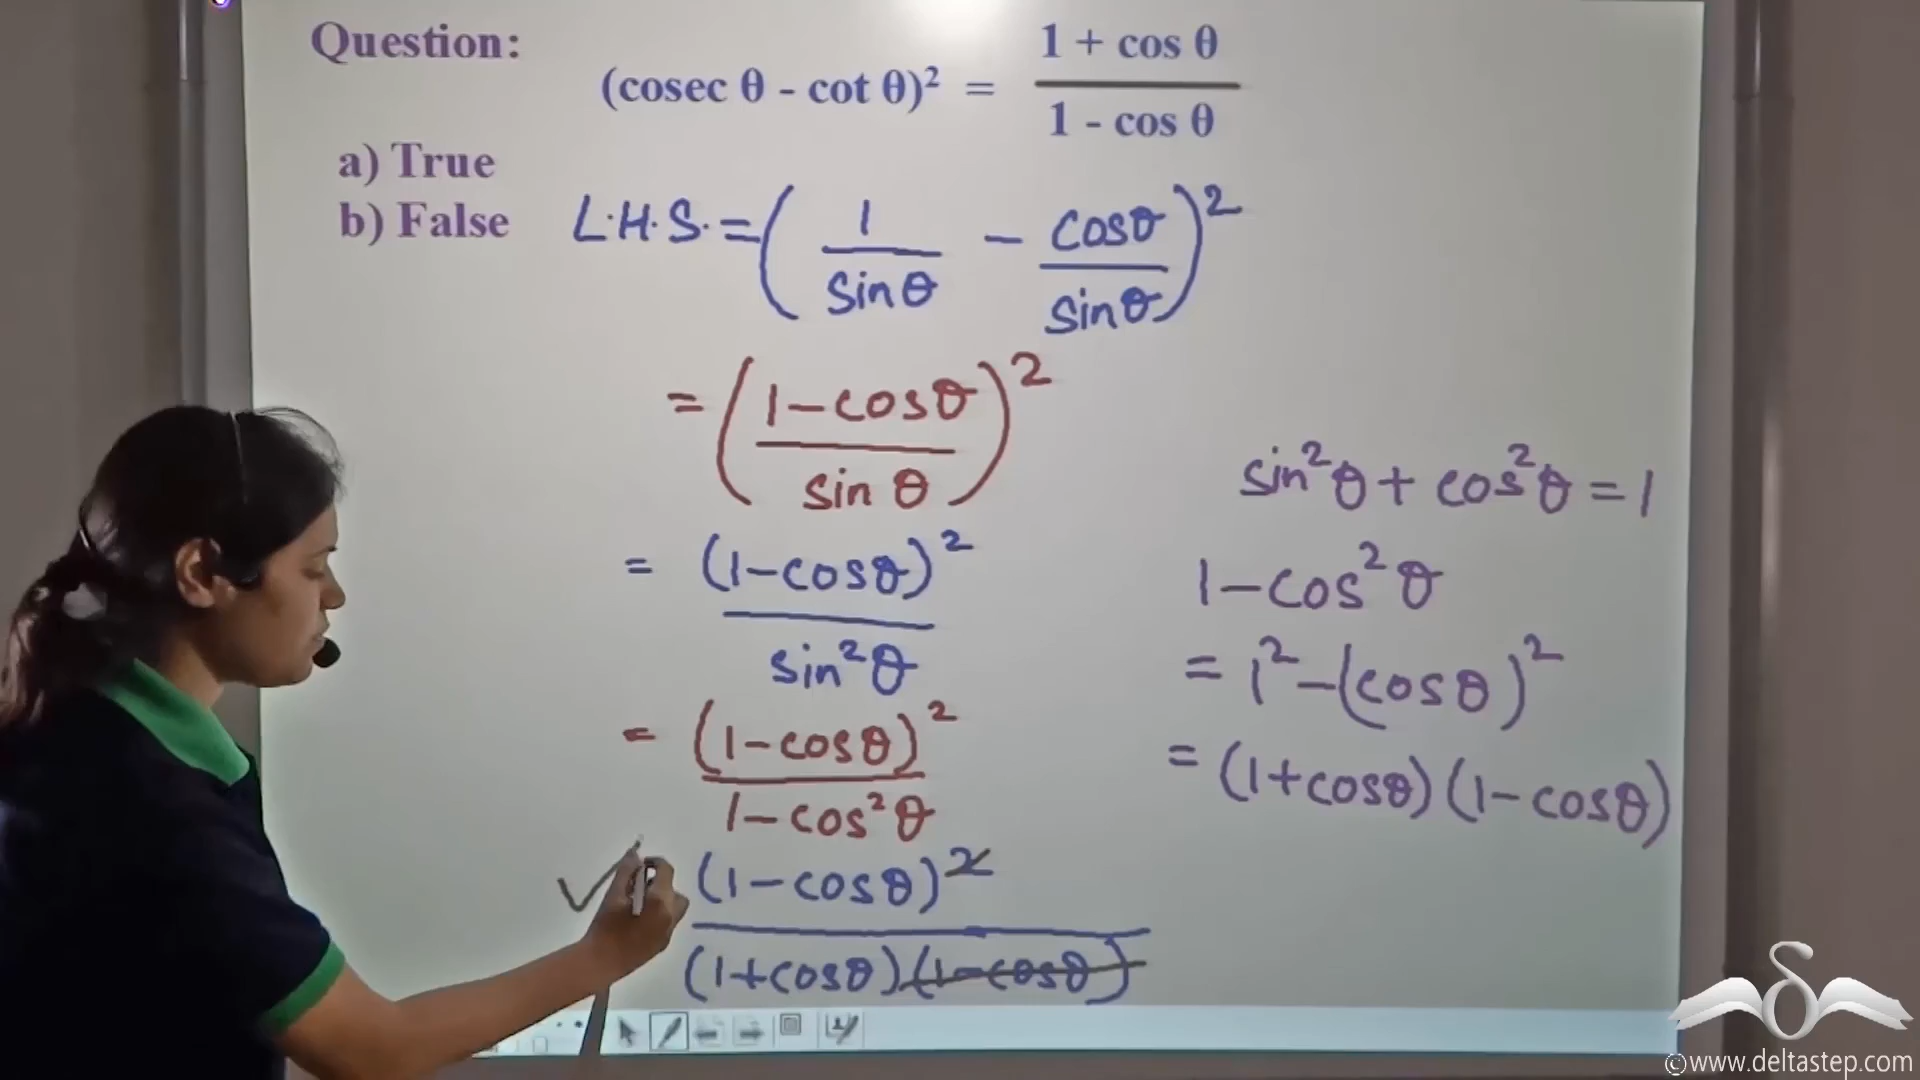 Question:
(cosec θ - cot θ)² = (1 + cos θ)/(1 - cos θ)
a) True
b) False
L.H.S. = (1/sinθ - cosθ/sinθ)²
= ((1-cosθ)/sin θ)²
= (1-cosθ)²/sin²θ
= (1-cosθ)²/(1-cos²θ)
(1-cosθ)²/((1+cosθ)(1-cosθ))
sin²θ + cos²θ = 1
1-cos²θ
= 1²-(cosθ)²
= (1+cosθ)(1-cosθ)
©www.deltastep.com